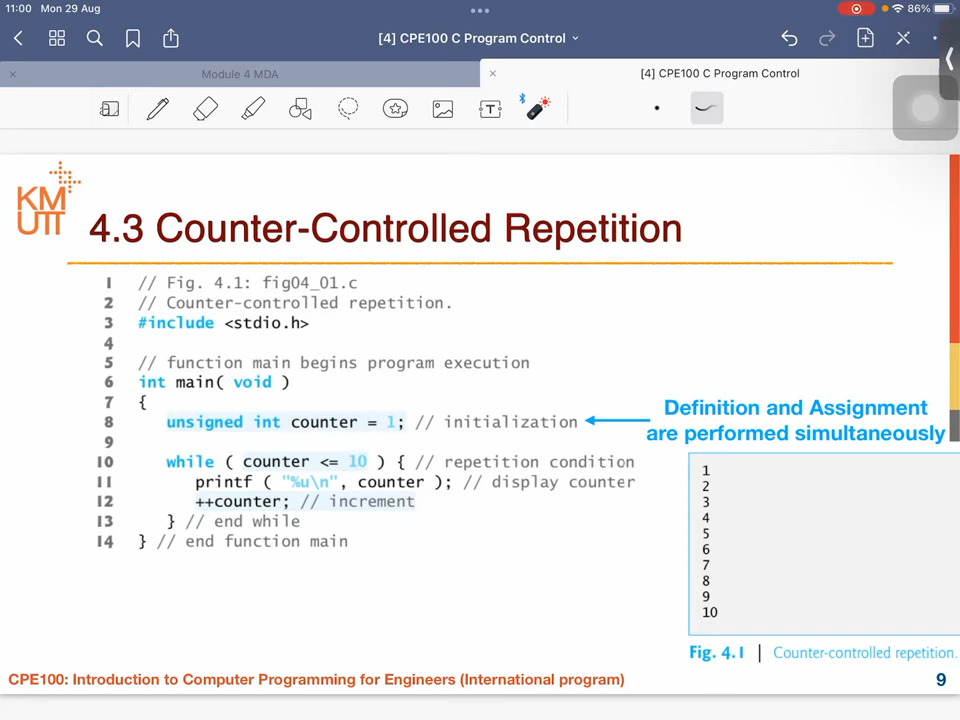 11:00 Mon 29 Aug
86%
[4] CPE100 C Program Control
Module 4 MDA
[4] CPE100 C Program Control
T
KM
UTT
4.3 Counter-Controlled Repetition
1 // Fig. 4.1: fig04_01.c
2 // Counter-controlled repetition.
3 #include <stdio.h>
4
5 // function main begins program execution
6 int main( void )
7 {
8 unsigned int counter = 1; // initialization
9
10 while ( counter <= 10 ) { // repetition condition
11 printf ( "%u\n", counter ); // display counter
12 ++counter; // increment
13 } // end while
14 } // end function main
Definition and Assignment
are performed simultaneously
1
2
3
4
5
6
7
8
9
10
Fig. 4.1 | Counter-controlled repetition.
CPE100: Introduction to Computer Programming for Engineers (International program)
9